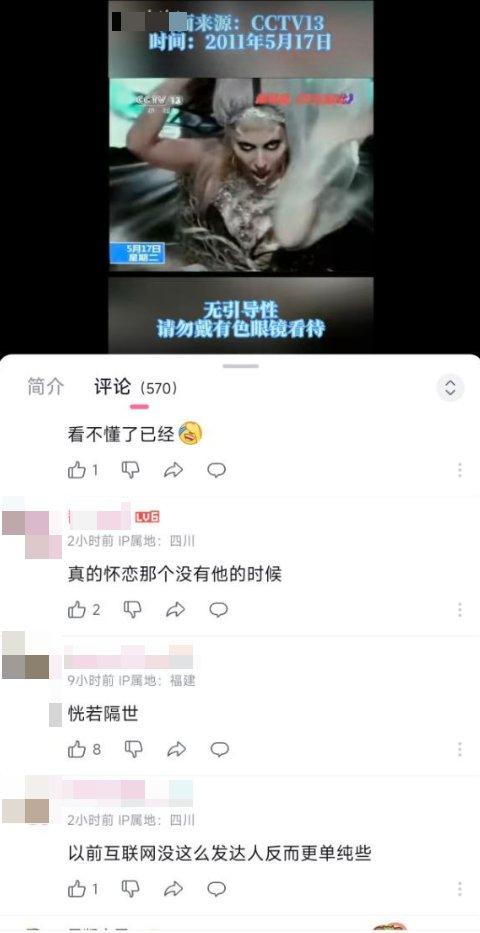 面来源：CCTV13
时间：2011年5月17日
CCTV 13
5月17日
星期二
无引导性
请勿戴有色眼镜看待
简介 评论 (570)
看不懂了已经
1
LV6
2小时前 IP属地：四川
真的怀恋那个没有他的时候
2
9小时前 IP属地：福建
恍若隔世
8
2小时前 IP属地：四川
以前互联网没这么发达人反而更单纯些
1